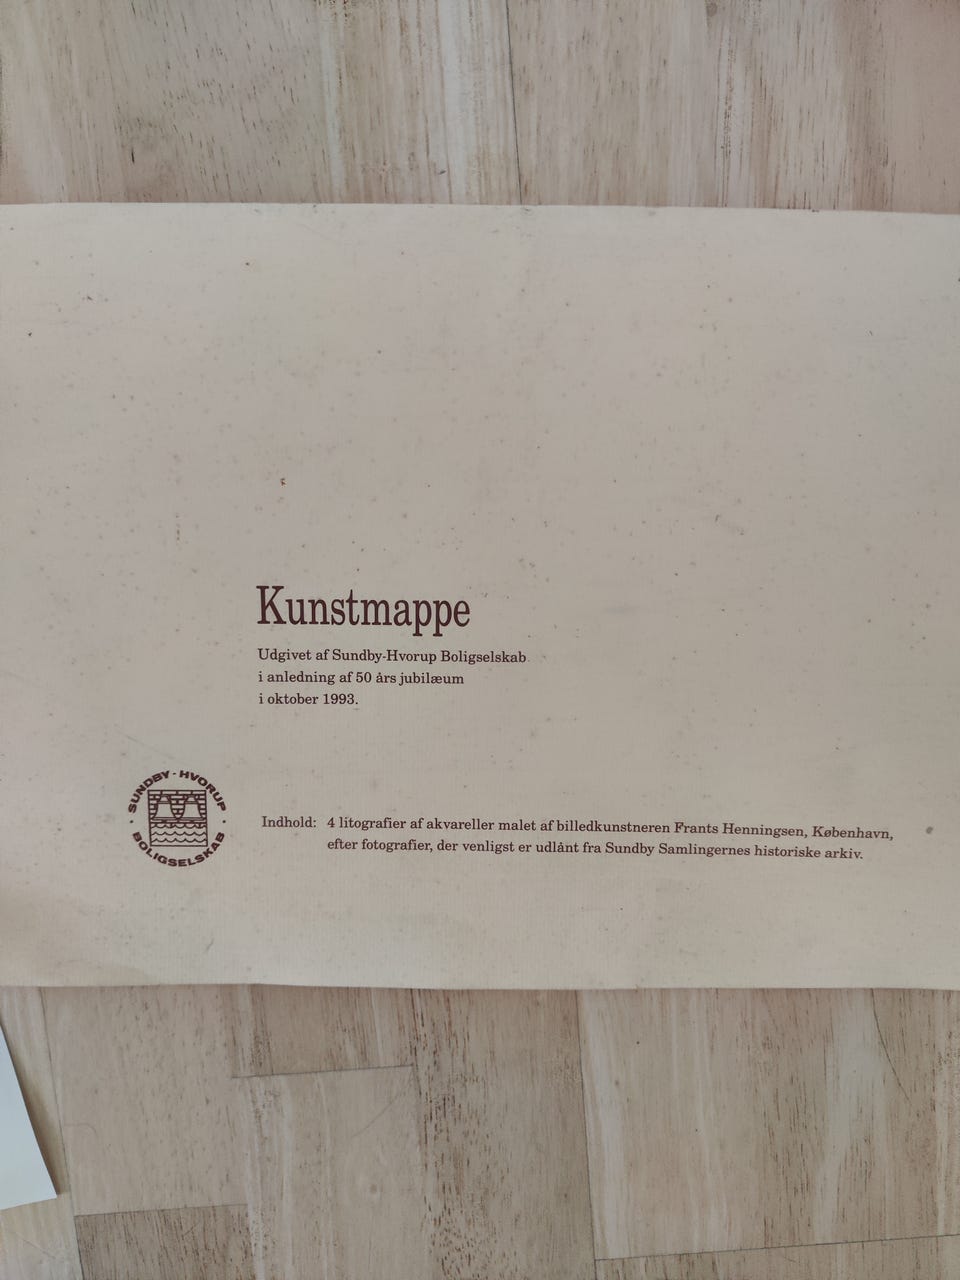 Kunstmappe
Udgivet af Sundby-Hvorup Boligselskab
i anledning af 50 års jubilæum
i oktober 1993.
SUNDBY-HVORUP
BOLIGSELSKAB
Indhold: 4 litografier af akvareller malet af billedkunstneren Frants Henningsen, København,
efter fotografier, der venligst er udlånt fra Sundby Samlingernes historiske arkiv.